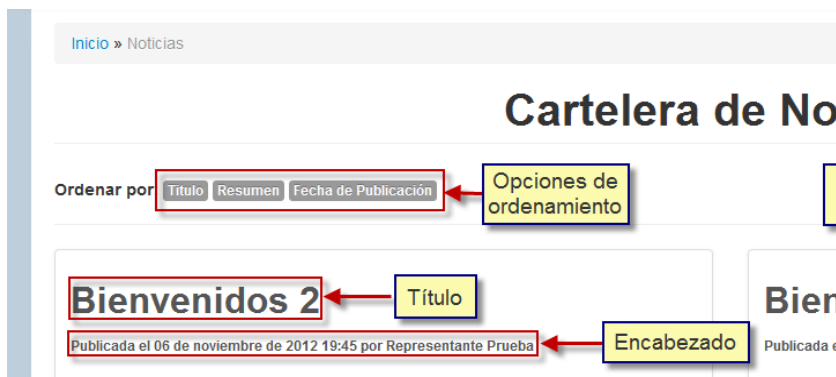 Inicio » Noticias
Cartelera de No
Ordenar por Título Resumen Fecha de Publicación
Opciones de
ordenamiento
Bienvenidos 2
Título
Bien
Publicada el 06 de noviembre de 2012 19:45 por Representante Prueba
Encabezado
Publicada e